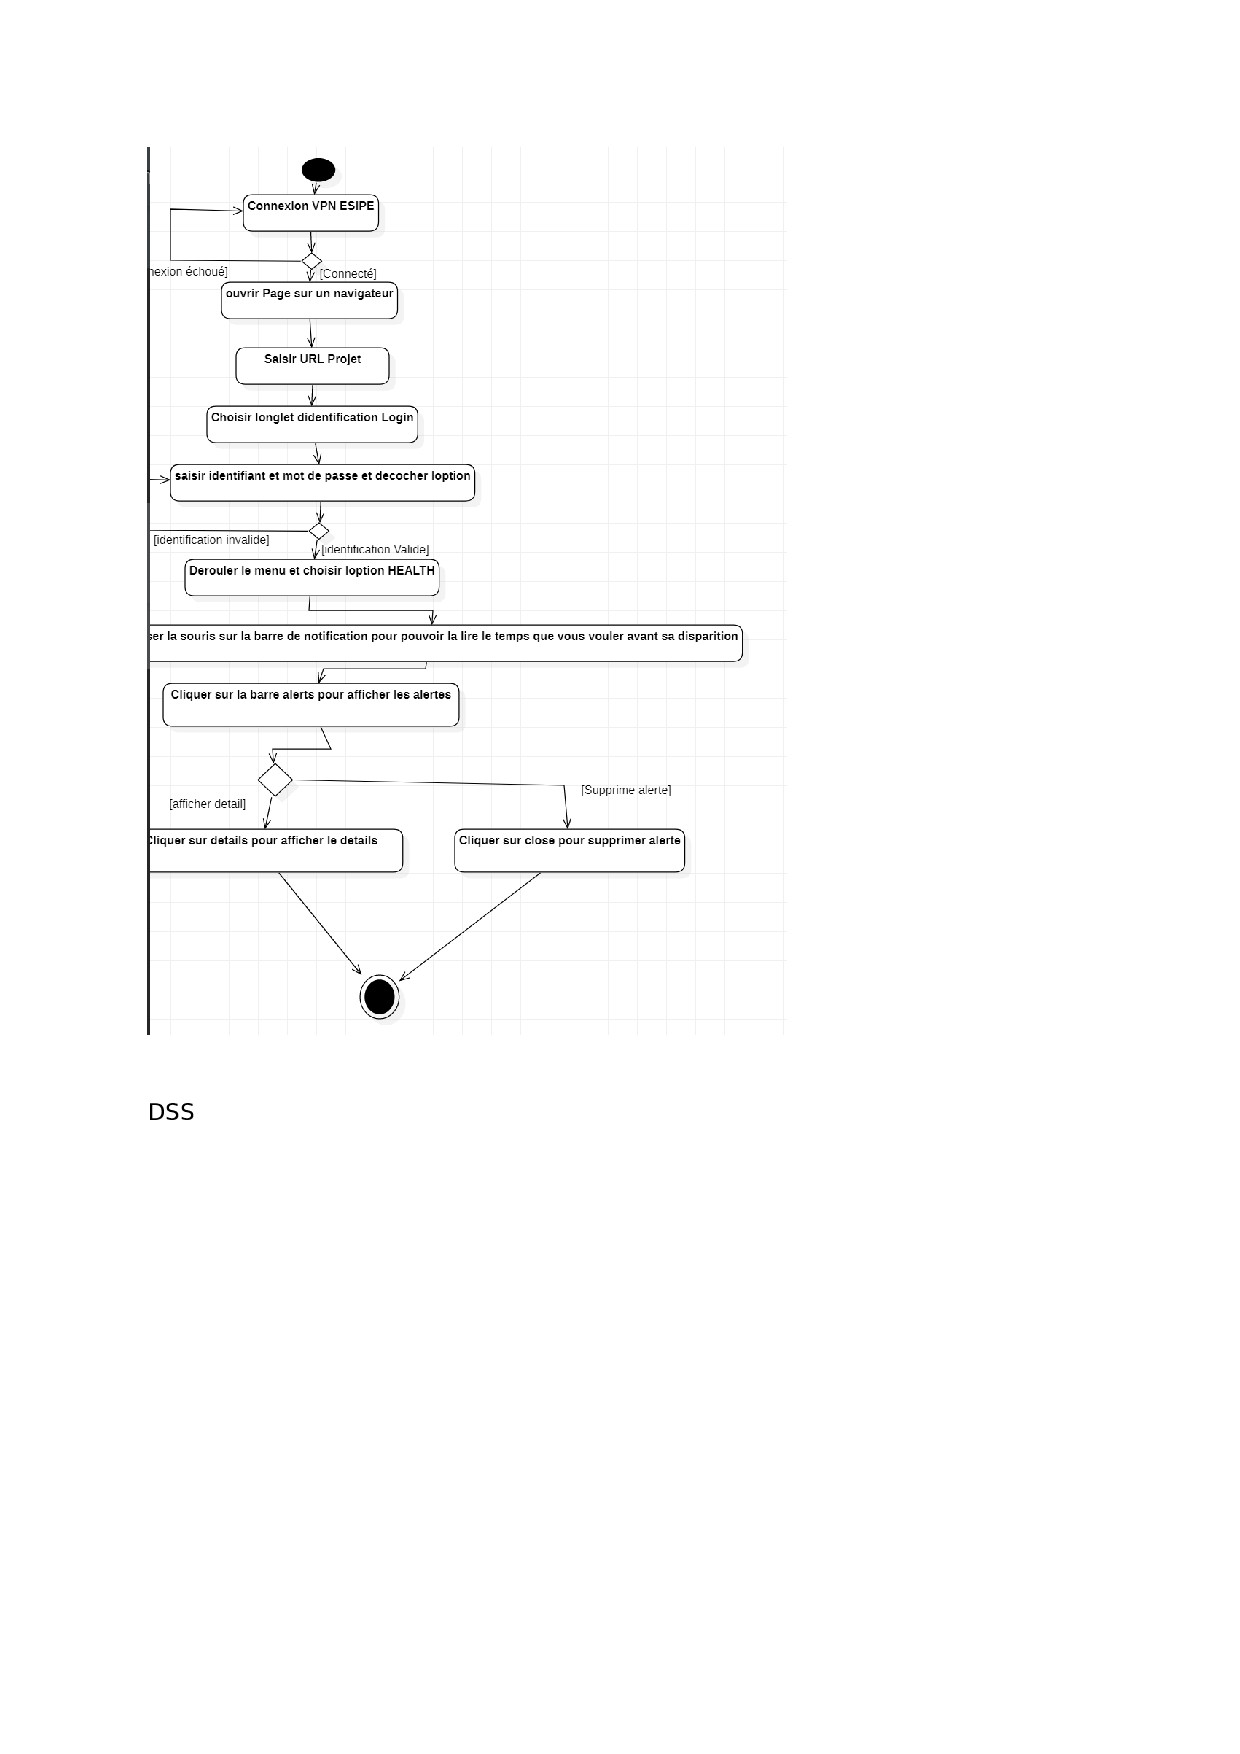 Connexion VPN ESIPE
nexion échoué]
[Connecté]
ouvrir Page sur un navigateur
Saisir URL Projet
Choisir longlet didentification Login
saisir identifiant et mot de passe et decocher loption
[identification invalide]
[identification Valide]
Derouler le menu et choisir loption HEALTH
ser la souris sur la barre de notification pour pouvoir la lire le temps que vous vouler avant sa disparition
Cliquer sur la barre alerts pour afficher les alertes
[Supprime alerte]
[afficher detail]
Cliquer sur details pour afficher le details
Cliquer sur close pour supprimer alerte
DSS